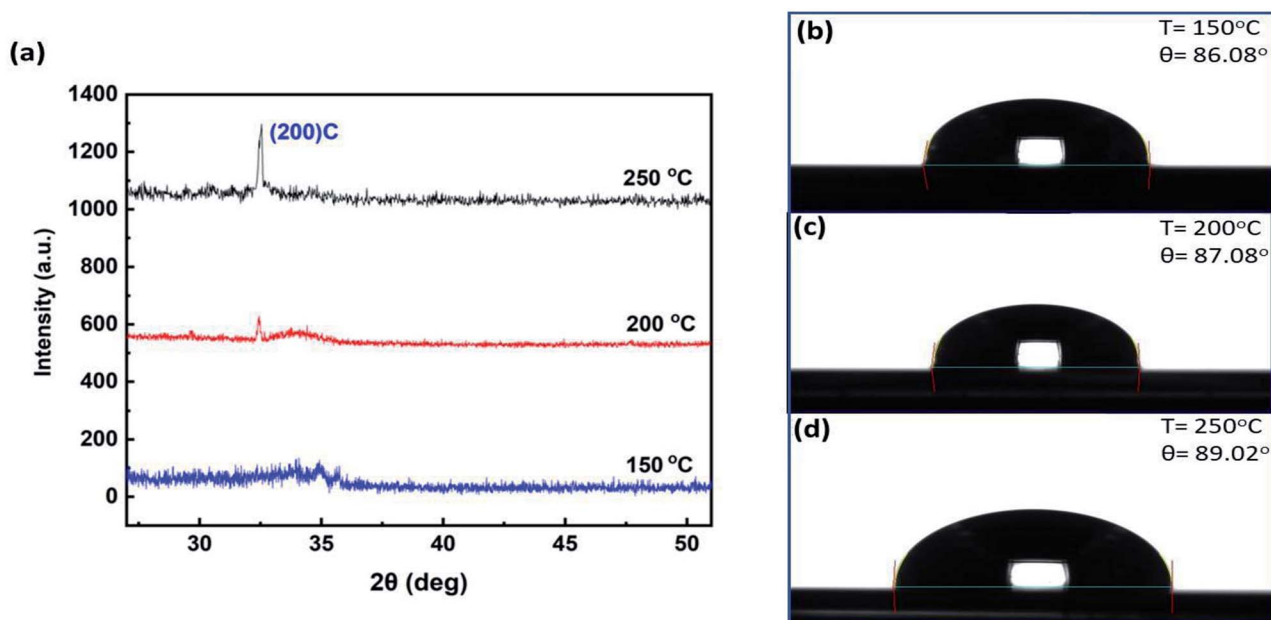 (a)
1400
1200
1000
800
600
400
200
0
Intensity (a.u.)
(200)C
250 °C
200 °C
150 °C
30
35
40
45
50
2θ (deg)
(b)
T= 150°C
θ= 86.08°
(c)
T= 200°C
θ= 87.08°
(d)
T= 250°C
θ= 89.02°